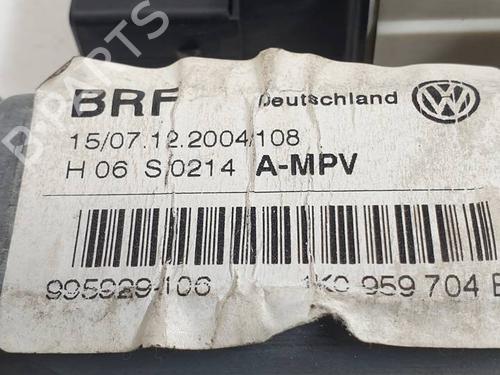 BRF Deutschland
15/07.12.2004/108
H 06 S/0214 A-MPV
995929-106 1K0 959 704 E